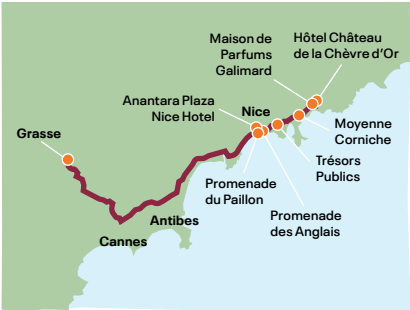 Maison de
Parfums
Galimard
Hôtel Château
de la Chèvre d'Or
Anantara Plaza
Nice Hotel
Nice
Grasse
Moyenne
Corniche
Trésors
Publics
Promenade
du Paillon
Promenade
des Anglais
Antibes
Cannes